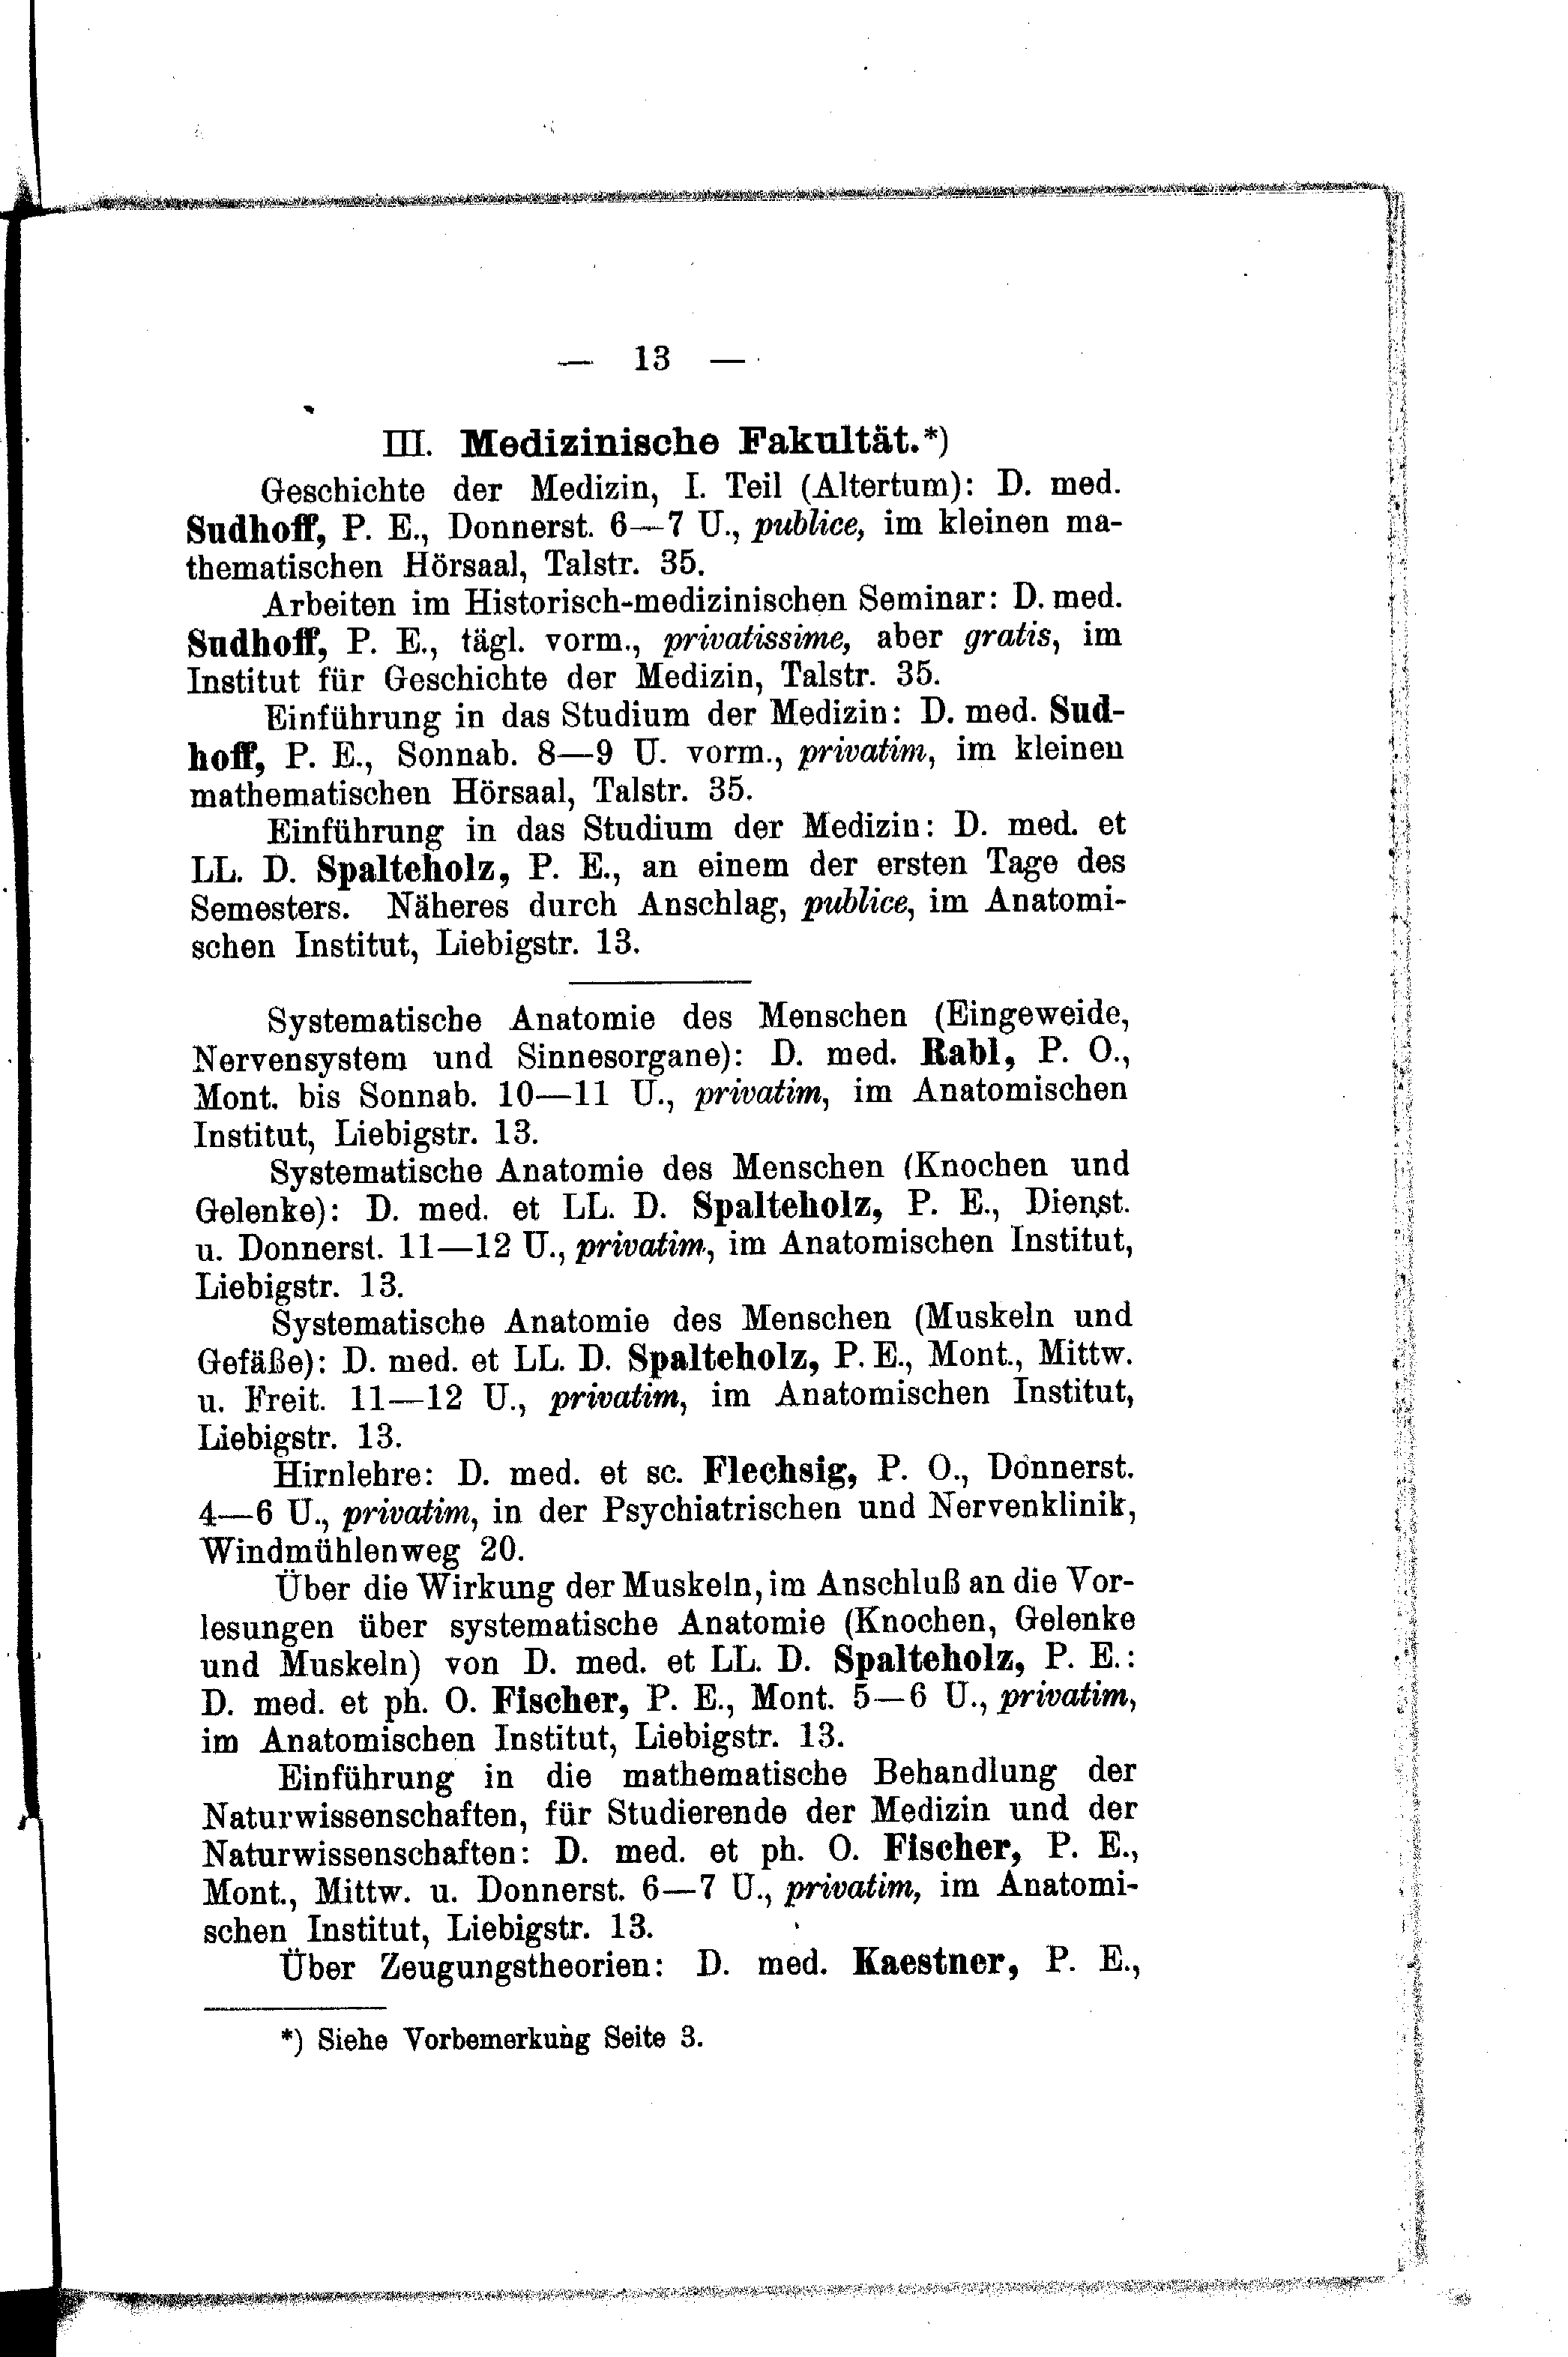 — 13 —
III. Medizinische Fakultät.*)
Geschichte der Medizin, I. Teil (Altertum): D. med.
Sudhoff, P. E., Donnerst. 6—7 U., publice, im kleinen ma-
thematischen Hörsaal, Talstr. 35.
Arbeiten im Historisch-medizinischen Seminar: D. med.
Sudhoff, P. E., tägl. vorm., privatissime, aber gratis, im
Institut für Geschichte der Medizin, Talstr. 35.
Einführung in das Studium der Medizin: D. med. Sud-
hoff, P. E., Sonnab. 8—9 U. vorm., privatim, im kleinen
mathematischen Hörsaal, Talstr. 35.
Einführung in das Studium der Medizin: D. med. et
LL. D. Spalteholz, P. E., an einem der ersten Tage des
Semesters. Näheres durch Anschlag, publice, im Anatomi-
schen Institut, Liebigstr. 13.
Systematische Anatomie des Menschen (Eingeweide,
Nervensystem und Sinnesorgane): D. med. Rabl, P. O.,
Mont. bis Sonnab. 10—11 U., privatim, im Anatomischen
Institut, Liebigstr. 13.
Systematische Anatomie des Menschen (Knochen und
Gelenke): D. med. et LL. D. Spalteholz, P. E., Dienst.
u. Donnerst. 11—12 U., privatim, im Anatomischen Institut,
Liebigstr. 13.
Systematische Anatomie des Menschen (Muskeln und
Gefäße): D. med. et LL. D. Spalteholz, P. E., Mont., Mittw.
u. Freit. 11—12 U., privatim, im Anatomischen Institut,
Liebigstr. 13.
Hirnlehre: D. med. et sc. Flechsig, P. O., Donnerst.
4—6 U., privatim, in der Psychiatrischen und Nervenklinik,
Windmühlenweg 20.
Über die Wirkung der Muskeln, im Anschluß an die Vor-
lesungen über systematische Anatomie (Knochen, Gelenke
und Muskeln) von D. med. et LL. D. Spalteholz, P. E.:
D. med. et ph. O. Fischer, P. E., Mont. 5—6 U., privatim,
im Anatomischen Institut, Liebigstr. 13.
Einführung in die mathematische Behandlung der
Naturwissenschaften, für Studierende der Medizin und der
Naturwissenschaften: D. med. et ph. O. Fischer, P. E.,
Mont., Mittw. u. Donnerst. 6—7 U., privatim, im Anatomi-
schen Institut, Liebigstr. 13.
Über Zeugungstheorien: D. med. Kaestner, P. E.,
*) Siehe Vorbemerkung Seite 3.